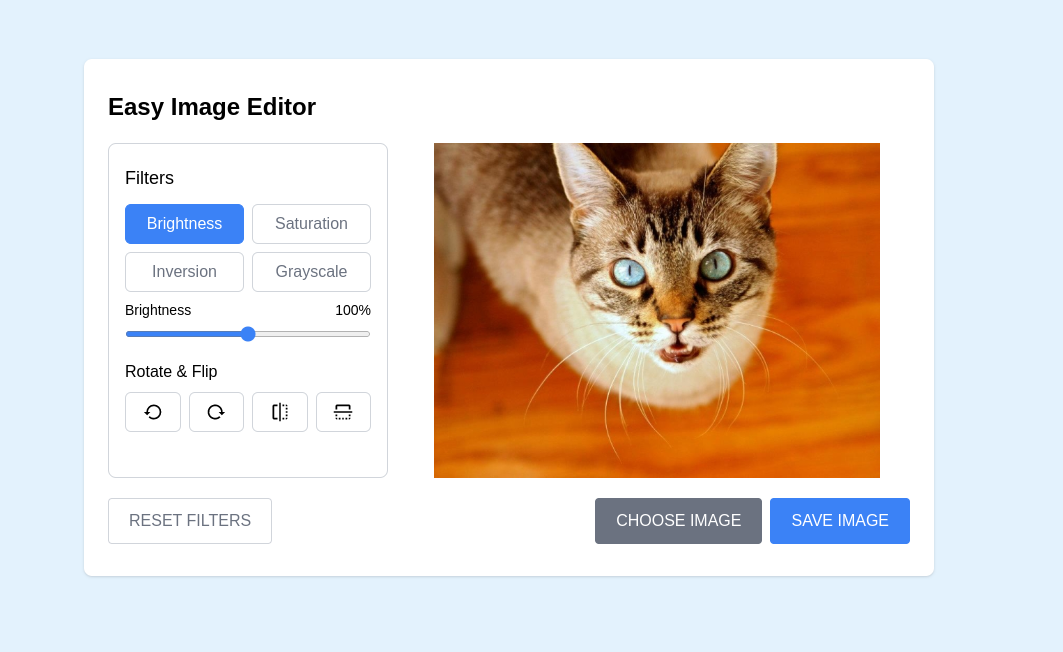 Easy Image Editor
Filters
Brightness Saturation
Inversion Grayscale
Brightness 100%
Rotate & Flip
RESET FILTERS CHOOSE IMAGE SAVE IMAGE